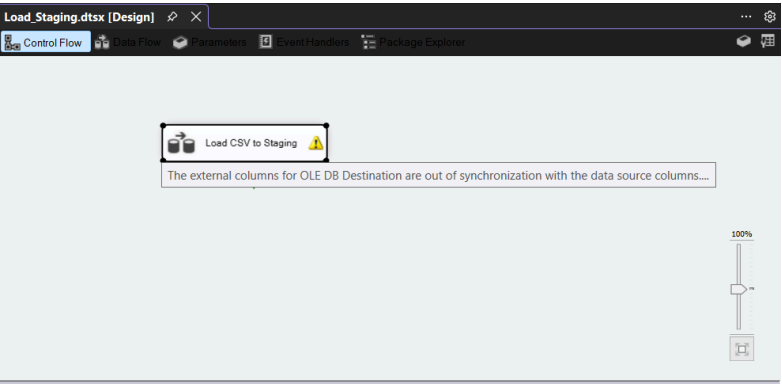 Load_Staging.dtsx [Design]
Control Flow Data Flow Parameters Event Handlers Package Explorer
Load CSV to Staging
The external columns for OLE DB Destination are out of synchronization with the data source columns....
100%